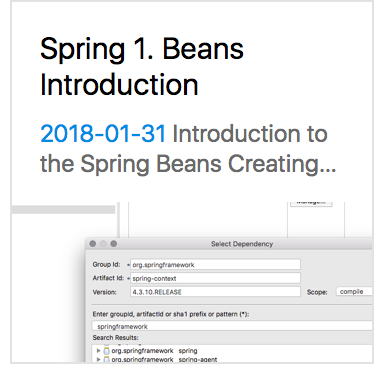 Spring 1. Beans
Introduction
2018-01-31 Introduction to
the Spring Beans Creating...
Manage...
Select Dependency
Group Id: * org.springframework
Artifact Id: * spring-context
Version: 4.3.10.RELEASE Scope: compile
Enter groupId, artifactId or sha1 prefix or pattern (*):
springframework
Search Results:
org.springframework spring
org.springframework spring-agent